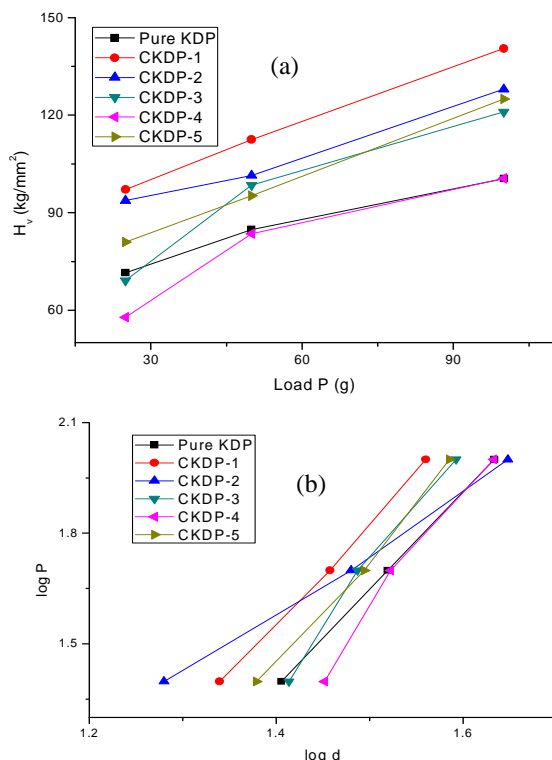 150
120
90
60
Hv (kg/mm²)
Pure KDP
CKDP-1
CKDP-2
CKDP-3
CKDP-4
CKDP-5
(a)
30 60 90
Load P (g)
2.1
1.8
1.5
log P
Pure KDP
CKDP-1
CKDP-2
CKDP-3
CKDP-4
CKDP-5
(b)
1.2 1.4 1.6
log d